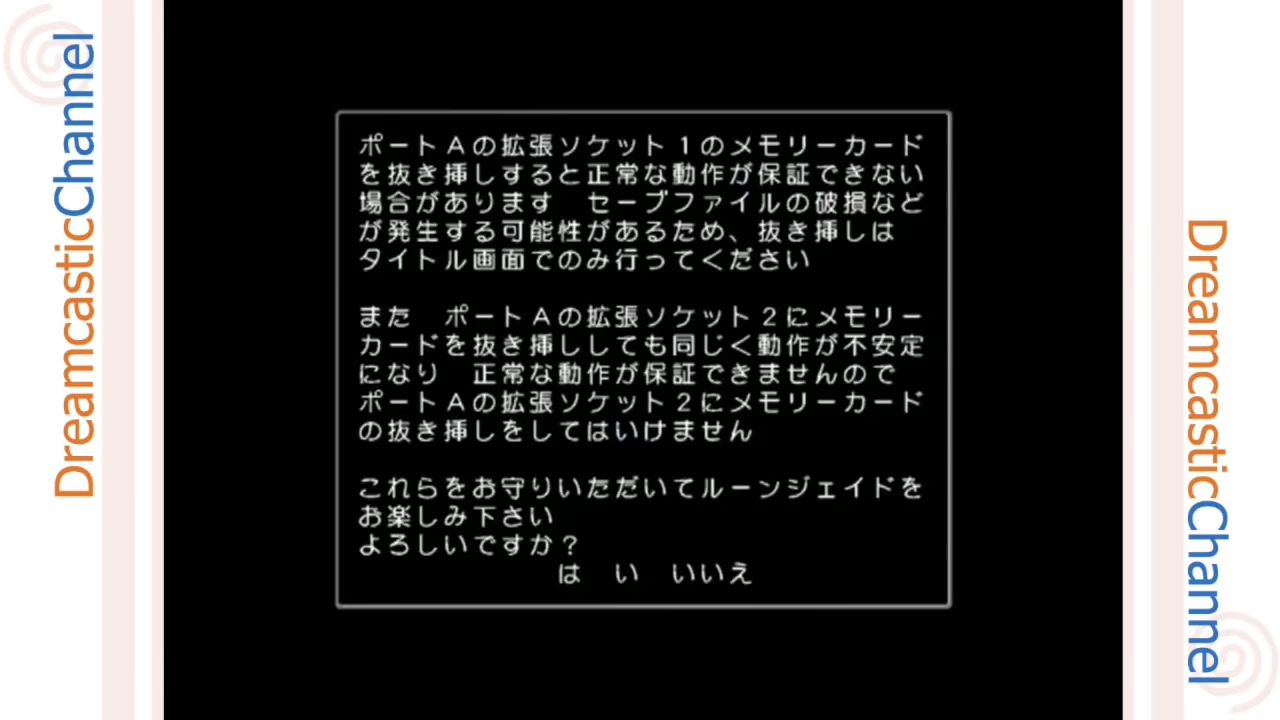 DreamcasticChannel
ポートAの拡張ソケット1のメモリーカード
を抜き挿しすると正常な動作が保証できない
場合があります　セーブファイルの破損など
が発生する可能性があるため、抜き挿しは
タイトル画面でのみ行ってください
また　ポートAの拡張ソケット2にメモリー
カードを抜き挿ししても同じく動作が不安定
になり　正常な動作が保証できませんので
ポートAの拡張ソケット2にメモリーカード
の抜き挿しをしてはいけません
これらをお守りいただいてルーンジェイドを
お楽しみ下さい
よろしいですか？
は　い　いいえ
DreamcasticChannel